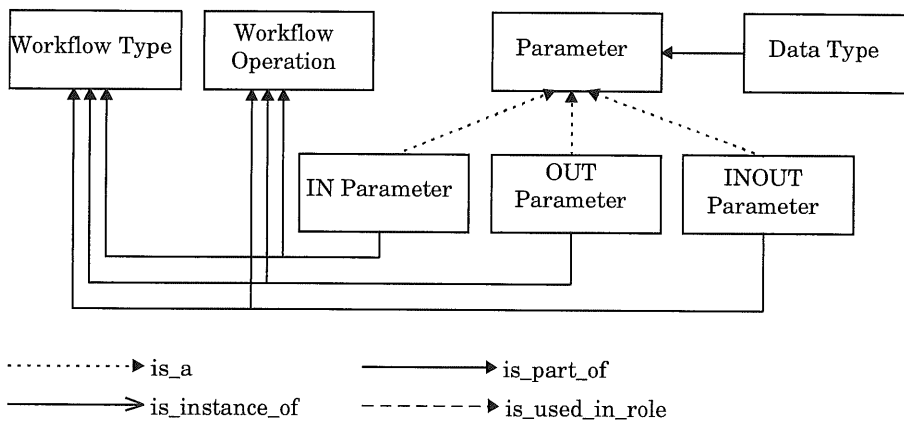 Workflow Type
Workflow
Operation
Parameter
Data Type
IN Parameter
OUT
Parameter
INOUT
Parameter
is_a
is_part_of
is_instance_of
is_used_in_role